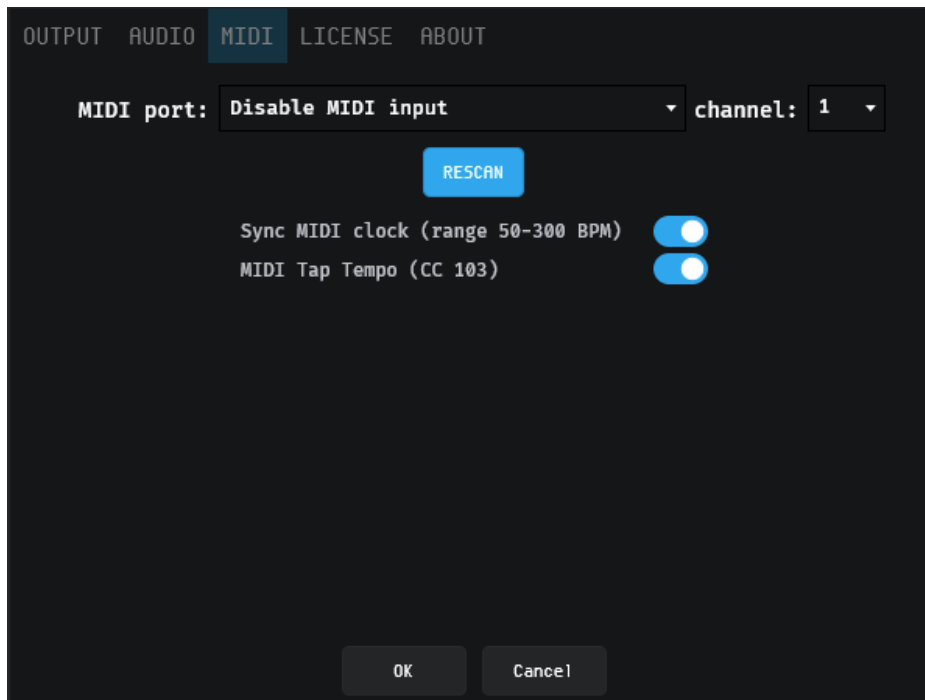 OUTPUT AUDIO MIDI LICENSE ABOUT
MIDI port: Disable MIDI input channel: 1
RESCAN
Sync MIDI clock (range 50-300 BPM)
MIDI Tap Tempo (CC 103)
OK Cancel